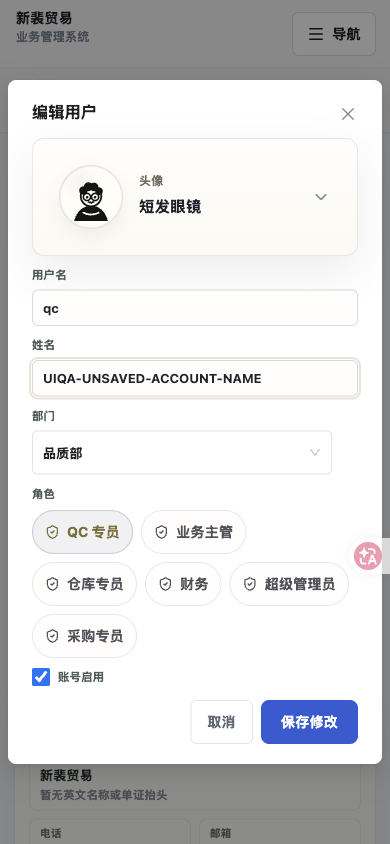 新裴贸易
业务管理系统
导航
编辑用户
头像
短发眼镜
用户名
qc
姓名
UIQA-UNSAVED-ACCOUNT-NAME
部门
品质部
角色
QC 专员
业务主管
仓库专员
财务
超级管理员
采购专员
账号启用
取消
保存修改
新裴贸易
暂无英文名称或单证抬头
电话
邮箱